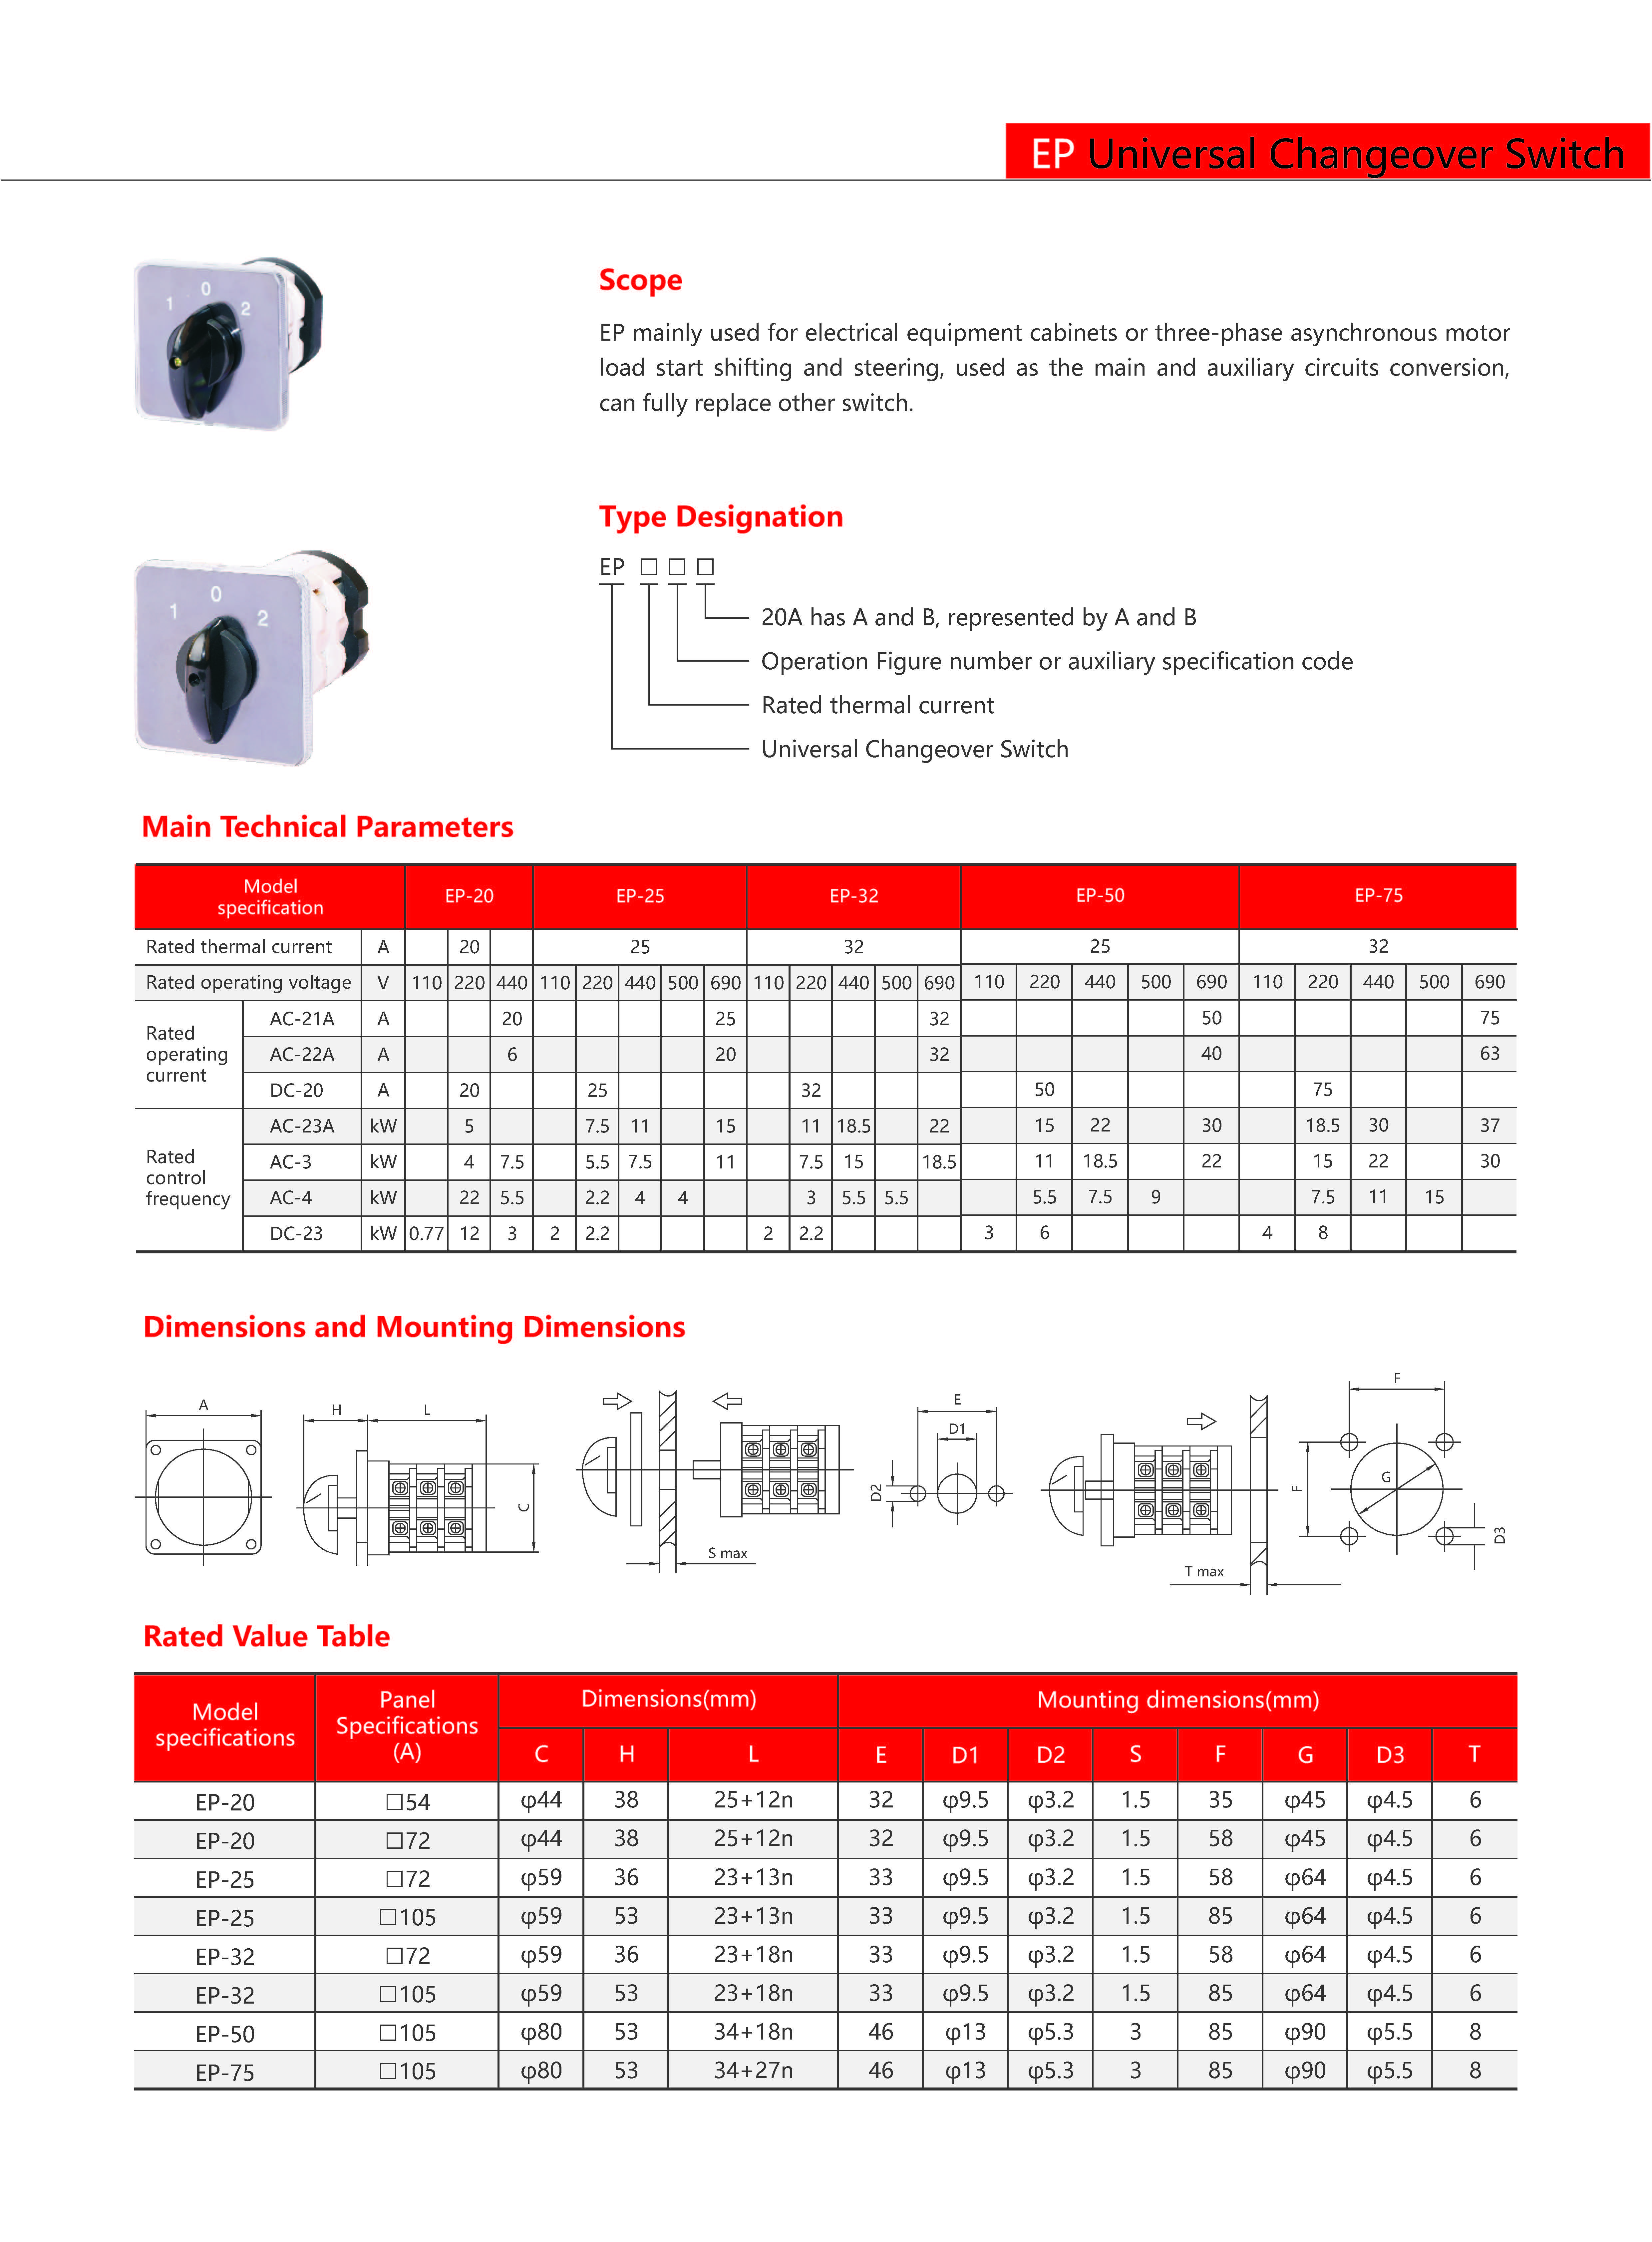 EP Universal Changeover Switch
1 0 2
Scope
EP mainly used for electrical equipment cabinets or three-phase asynchronous motor
load start shifting and steering, used as the main and auxiliary circuits conversion,
can fully replace other switch.
1 0 2
Type Designation
EP □ □ □
20A has A and B, represented by A and B
Operation Figure number or auxiliary specification code
Rated thermal current
Universal Changeover Switch
Main Technical Parameters
Model specification EP-20 EP-25 EP-32 EP-50 EP-75
Rated thermal current A 20 25 32 25 32
Rated operating voltage V 110 220 440 110 220 440 500 690 110 220 440 500 690 110 220 440 500 690 110 220 440 500 690
Rated operating current
AC-21A A 20 25 32 50 75
AC-22A A 6 20 32 40 63
DC-20 A 20 25 32 50 75
Rated control frequency
AC-23A kW 5 7.5 11 15 11 18.5 22 15 22 30 18.5 30 37
AC-3 kW 4 7.5 5.5 7.5 11 7.5 15 18.5 11 18.5 22 15 22 30
AC-4 kW 22 5.5 2.2 4 4 3 5.5 5.5 5.5 7.5 9 7.5 11 15
DC-23 kW 0.77 12 3 2 2.2 2 2.2 3 6 4 8
Dimensions and Mounting Dimensions
A H L C S max E D1 D2 T max F F G D3
Rated Value Table
Model specifications Panel Specifications (A) Dimensions(mm) Mounting dimensions(mm)
C H L E D1 D2 S F G D3 T
EP-20 □54 φ44 38 25+12n 32 φ9.5 φ3.2 1.5 35 φ45 φ4.5 6
EP-20 □72 φ44 38 25+12n 32 φ9.5 φ3.2 1.5 58 φ45 φ4.5 6
EP-25 □72 φ59 36 23+13n 33 φ9.5 φ3.2 1.5 58 φ64 φ4.5 6
EP-25 □105 φ59 53 23+13n 33 φ9.5 φ3.2 1.5 85 φ64 φ4.5 6
EP-32 □72 φ59 36 23+18n 33 φ9.5 φ3.2 1.5 58 φ64 φ4.5 6
EP-32 □105 φ59 53 23+18n 33 φ9.5 φ3.2 1.5 85 φ64 φ4.5 6
EP-50 □105 φ80 53 34+18n 46 φ13 φ5.3 3 85 φ90 φ5.5 8
EP-75 □105 φ80 53 34+27n 46 φ13 φ5.3 3 85 φ90 φ5.5 8